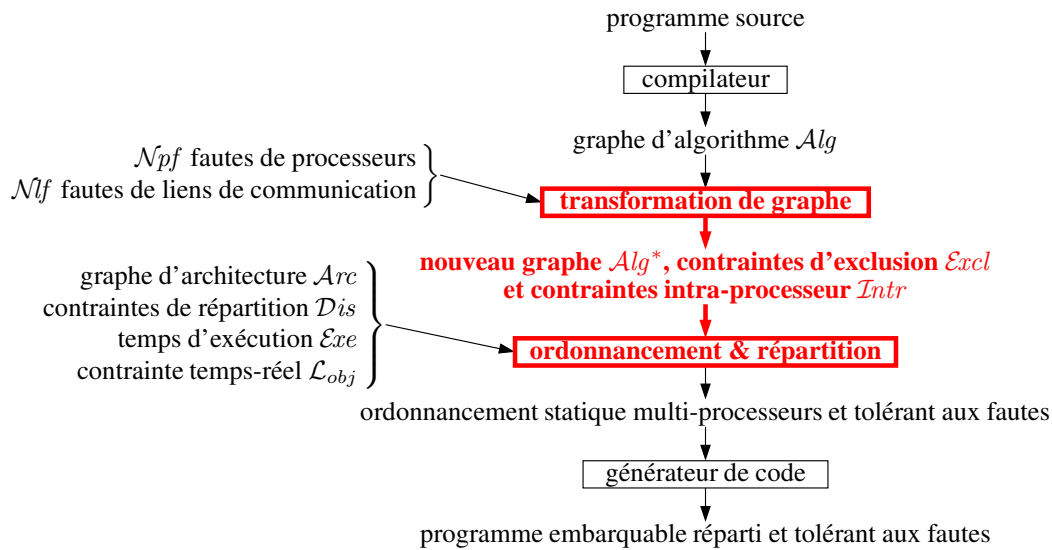 programme source
compilateur
graphe d'algorithme Alg
Npf fautes de processeurs
Nlf fautes de liens de communication
transformation de graphe
nouveau graphe Alg*, contraintes d'exclusion Excl
et contraintes intra-processeur Intr
graphe d'architecture Arc
contraintes de répartition Dis
temps d'exécution Exe
contrainte temps-réel L_obj
ordonnancement & répartition
ordonnancement statique multi-processeurs et tolérant aux fautes
générateur de code
programme embarquable réparti et tolérant aux fautes